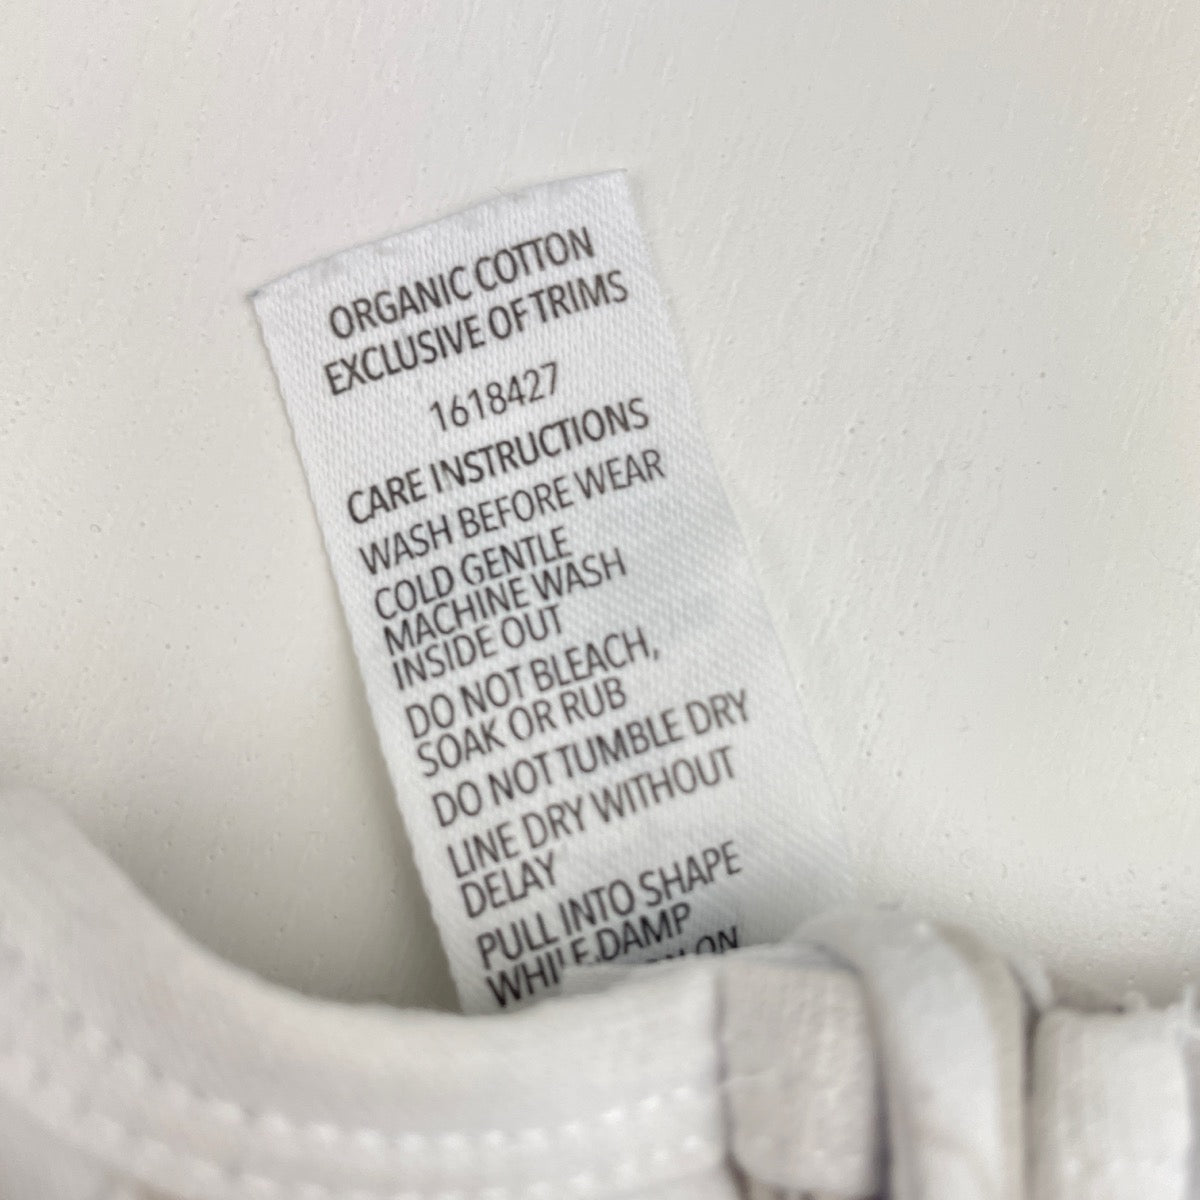 ORGANIC COTTON
EXCLUSIVE OF TRIMS
1618427
CARE INSTRUCTIONS
WASH BEFORE WEAR
COLD GENTLE
MACHINE WASH
INSIDE OUT
DO NOT BLEACH,
SOAK OR RUB
DO NOT TUMBLE DRY
LINE DRY WITHOUT
DELAY
PULL INTO SHAPE
WHILE DAMP
ON